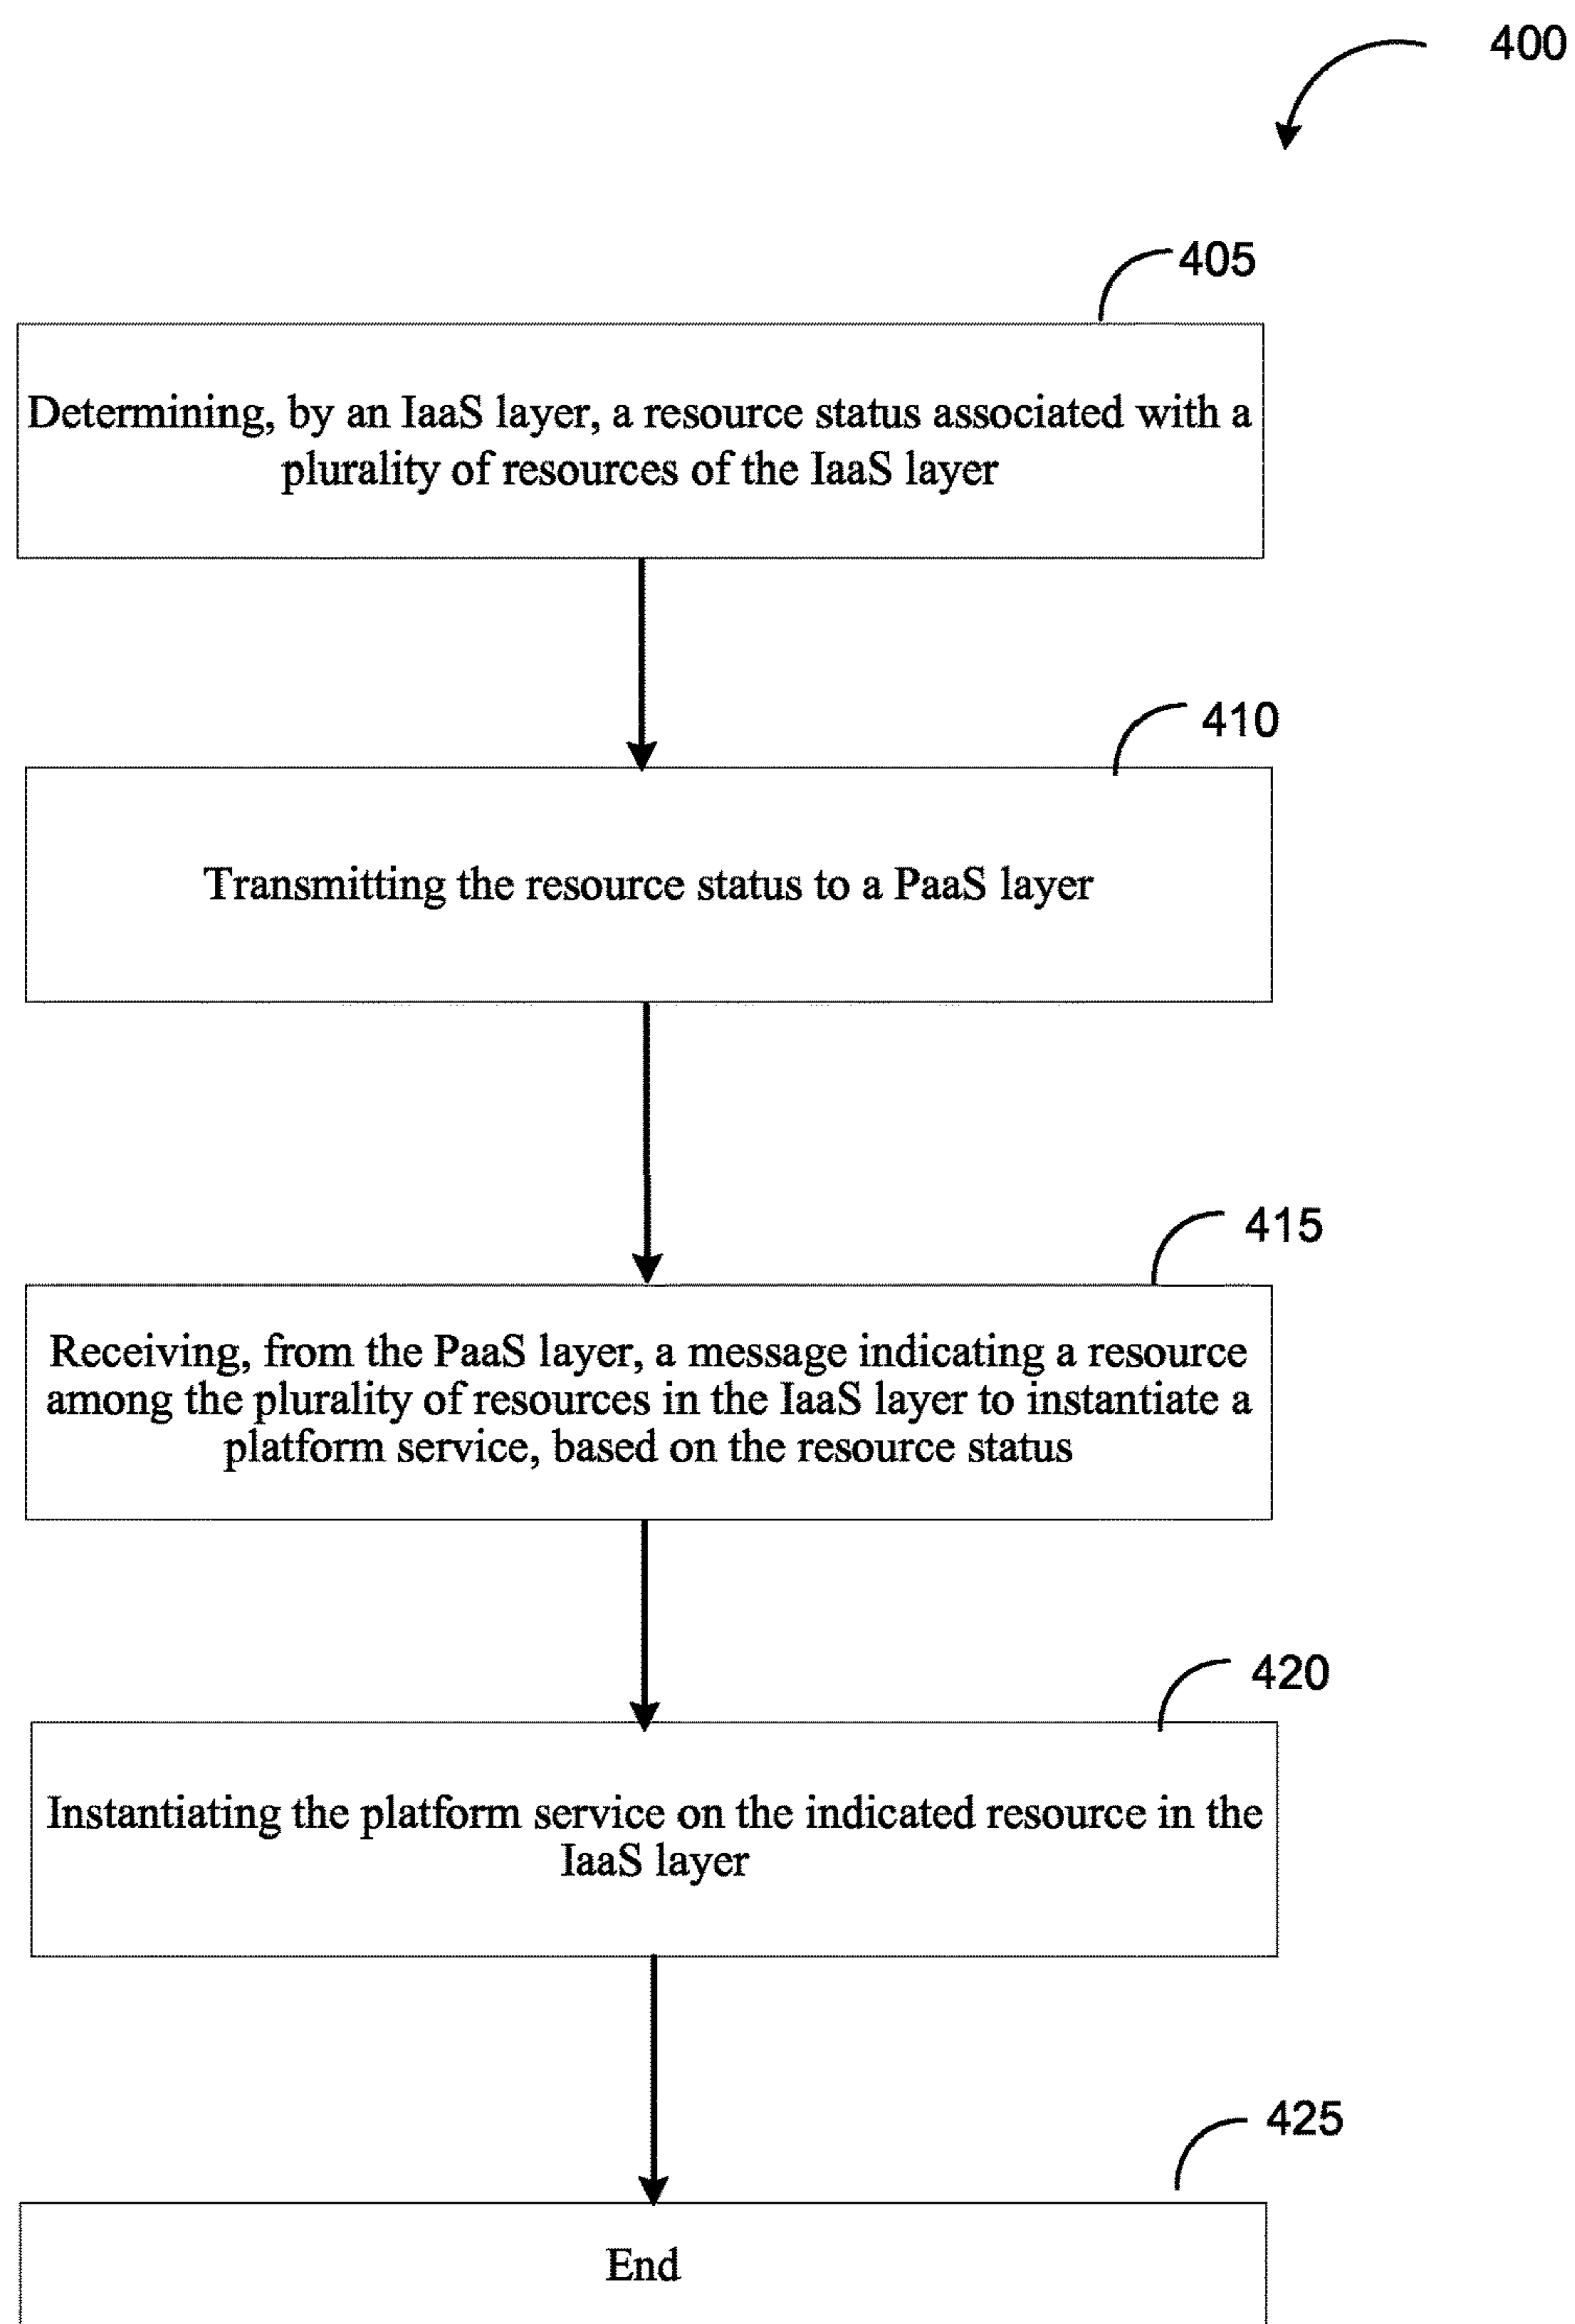 400
405
Determining, by an IaaS layer, a resource status associated with a
plurality of resources of the IaaS layer
410
Transmitting the resource status to a PaaS layer
415
Receiving, from the PaaS layer, a message indicating a resource
among the plurality of resources in the IaaS layer to instantiate a
platform service, based on the resource status
420
Instantiating the platform service on the indicated resource in the
IaaS layer
425
End